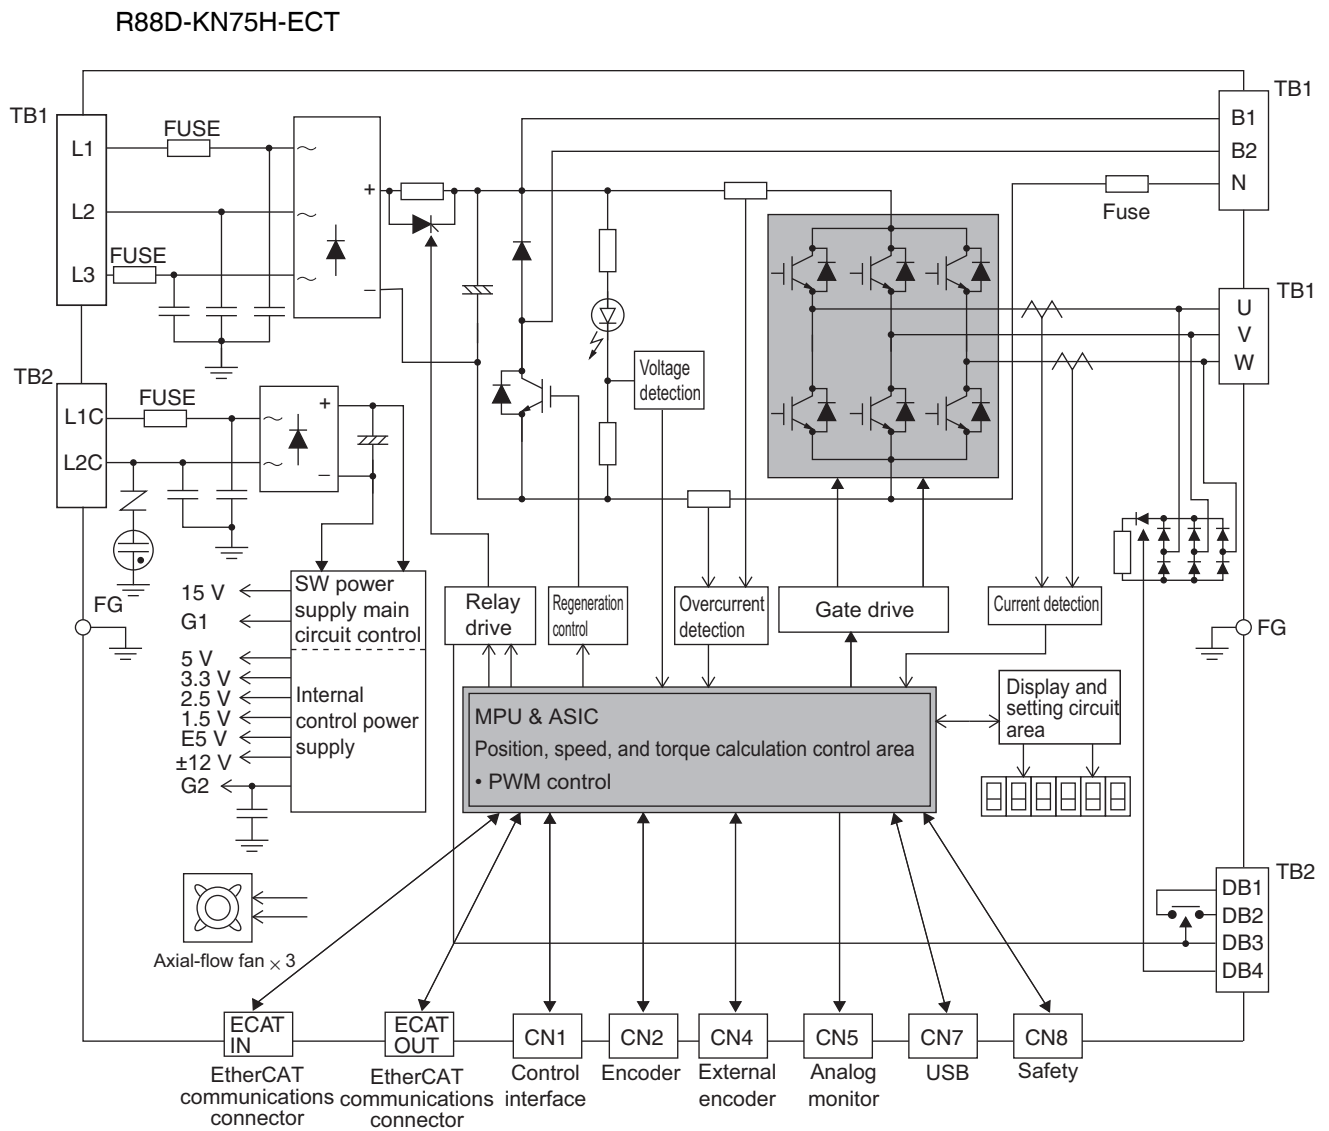 R88D-KN75H-ECT
TB1
TB1
B1
B2
N
Fuse
FUSE
L1
L2
FUSE
L3
+
−
~
~
~
TB1
U
V
W
Voltage
detection
TB2
FUSE
L1C
L2C
+
−
~
~
SW power
supply main
circuit control
Internal
control power
supply
15 V
G1
5 V
3.3 V
2.5 V
1.5 V
E5 V
±12 V
G2
FG
Relay
drive
Regeneration
control
Overcurrent
detection
Gate drive
Current detection
FG
MPU & ASIC
Position, speed, and torque calculation control area
• PWM control
Display and
setting circuit
area
Axial-flow fan × 3
TB2
DB1
DB2
DB3
DB4
ECAT
IN
EtherCAT
communications
connector
ECAT
OUT
EtherCAT
communications
connector
CN1
Control
interface
CN2
Encoder
CN4
External
encoder
CN5
Analog
monitor
CN7
USB
CN8
Safety